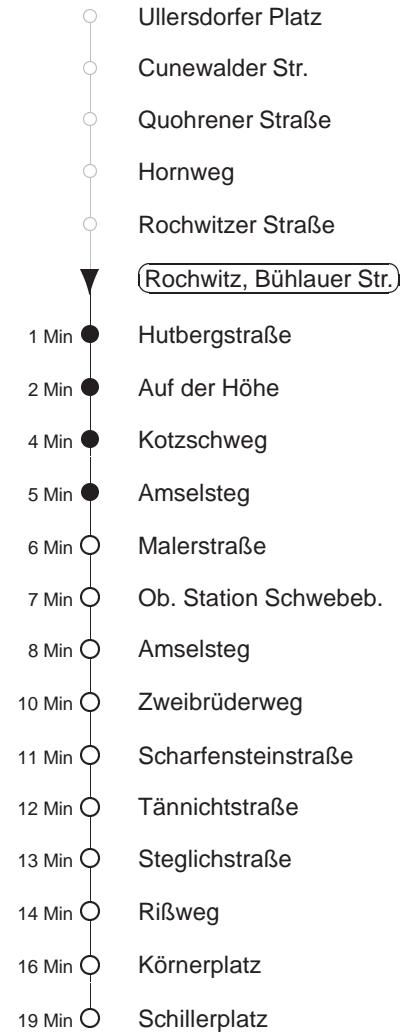 Ullersdorfer Platz
Cunewalder Str.
Quohrener Straße
Hornweg
Rochwitzer Straße
Rochwitz, Bühlauer Str.
1 Min Hutbergstraße
2 Min Auf der Höhe
4 Min Kotzschweg
5 Min Amselsteg
6 Min Malerstraße
7 Min Ob. Station Schwebeb.
8 Min Amselsteg
10 Min Zweibrüderweg
11 Min Scharfensteinstraße
12 Min Tännichtstraße
13 Min Steglichstraße
14 Min Rißweg
16 Min Körnerplatz
19 Min Schillerplatz